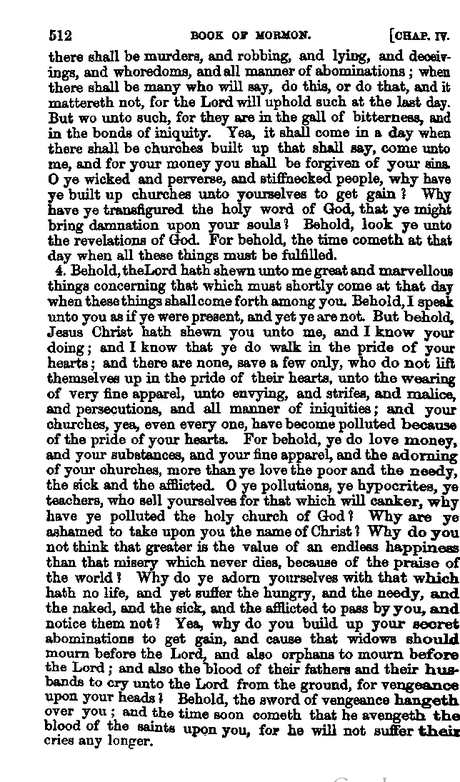 512 BOOK OF MORMON. [CHAP. IV.
there shall be murders, and robbing, and lying, and deceiv-
ings, and whoredoms, and all manner of abominations; when
there shall be many who will say, do this, or do that, and it
mattereth not, for the Lord will uphold such at the last day.
But wo unto such, for they are in the gall of bitterness, and
in the bonds of iniquity. Yea, it shall come in a day when
there shall be churches built up that shall say, come unto
me, and for your money you shall be forgiven of your sins.
O ye wicked and perverse, and stiffnecked people, why have
ye built up churches unto yourselves to get gain? Why
have ye transfigured the holy word of God, that ye might
bring damnation upon your souls? Behold, look ye unto
the revelations of God. For behold, the time cometh at that
day when all these things must be fulfilled.
4. Behold, the Lord hath shewn unto me great and marvellous
things concerning that which must shortly come at that day
when these things shall come forth among you. Behold, I speak
unto you as if ye were present, and yet ye are not. But behold,
Jesus Christ hath shewn you unto me, and I know your
doing; and I know that ye do walk in the pride of your
hearts; and there are none, save a few only, who do not lift
themselves up in the pride of their hearts, unto the wearing
of very fine apparel, unto envying, and strifes, and malice,
and persecutions, and all manner of iniquities; and your
churches, yea, even every one, have become polluted because
of the pride of your hearts. For behold, ye do love money,
and your substances, and your fine apparel, and the adorning
of your churches, more than ye love the poor and the needy,
the sick and the afflicted. O ye pollutions, ye hypocrites, ye
teachers, who sell yourselves for that which will canker, why
have ye polluted the holy church of God? Why are ye
ashamed to take upon you the name of Christ? Why do you
not think that greater is the value of an endless happiness
than that misery which never dies, because of the praise of
the world? Why do ye adorn yourselves with that which
hath no life, and yet suffer the hungry, and the needy, and
the naked, and the sick, and the afflicted to pass by you, and
notice them not? Yea, why do you build up your secret
abominations to get gain, and cause that widows should
mourn before the Lord, and also orphans to mourn before
the Lord; and also the blood of their fathers and their hus-
bands to cry unto the Lord from the ground, for vengeance
upon your heads? Behold, the sword of vengeance hangeth
over you; and the time soon cometh that he avengeth the
blood of the saints upon you, for he will not suffer their
cries any longer.